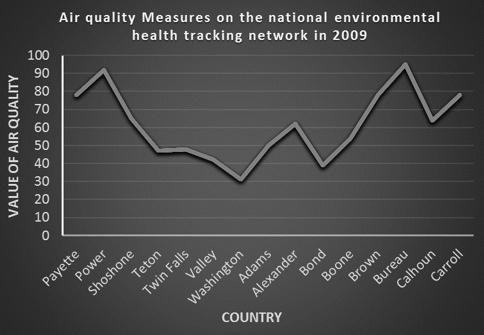 Air quality Measures on the national environmental
health tracking network in 2009
VALUE OF AIR QUALITY
100
90
80
70
60
50
40
30
20
10
0
Payette
Power
Shoshone
Teton
Twin Falls
Valley
Washington
Adams
Alexander
Bond
Boone
Brown
Bureau
Calhoun
Carroll
COUNTRY